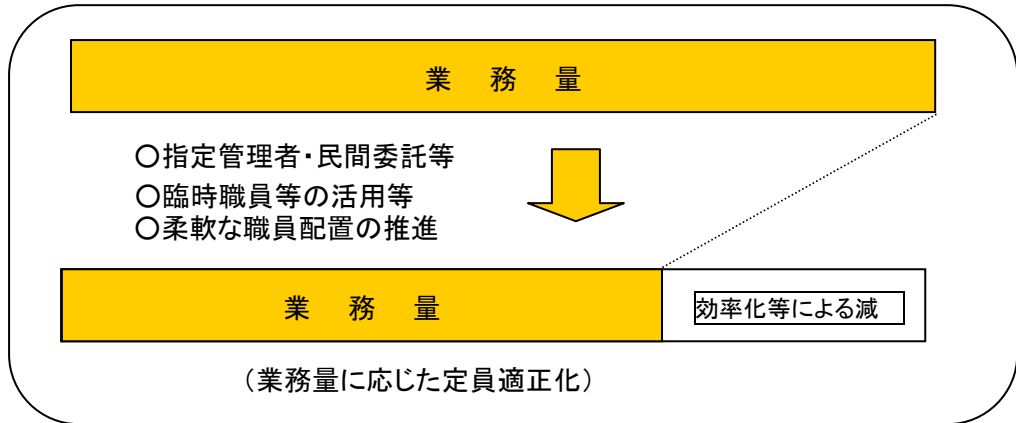 業 務 量
○指定管理者・民間委託等
○臨時職員等の活用等
○柔軟な職員配置の推進
業 務 量
効率化等による減
（業務量に応じた定員適正化）